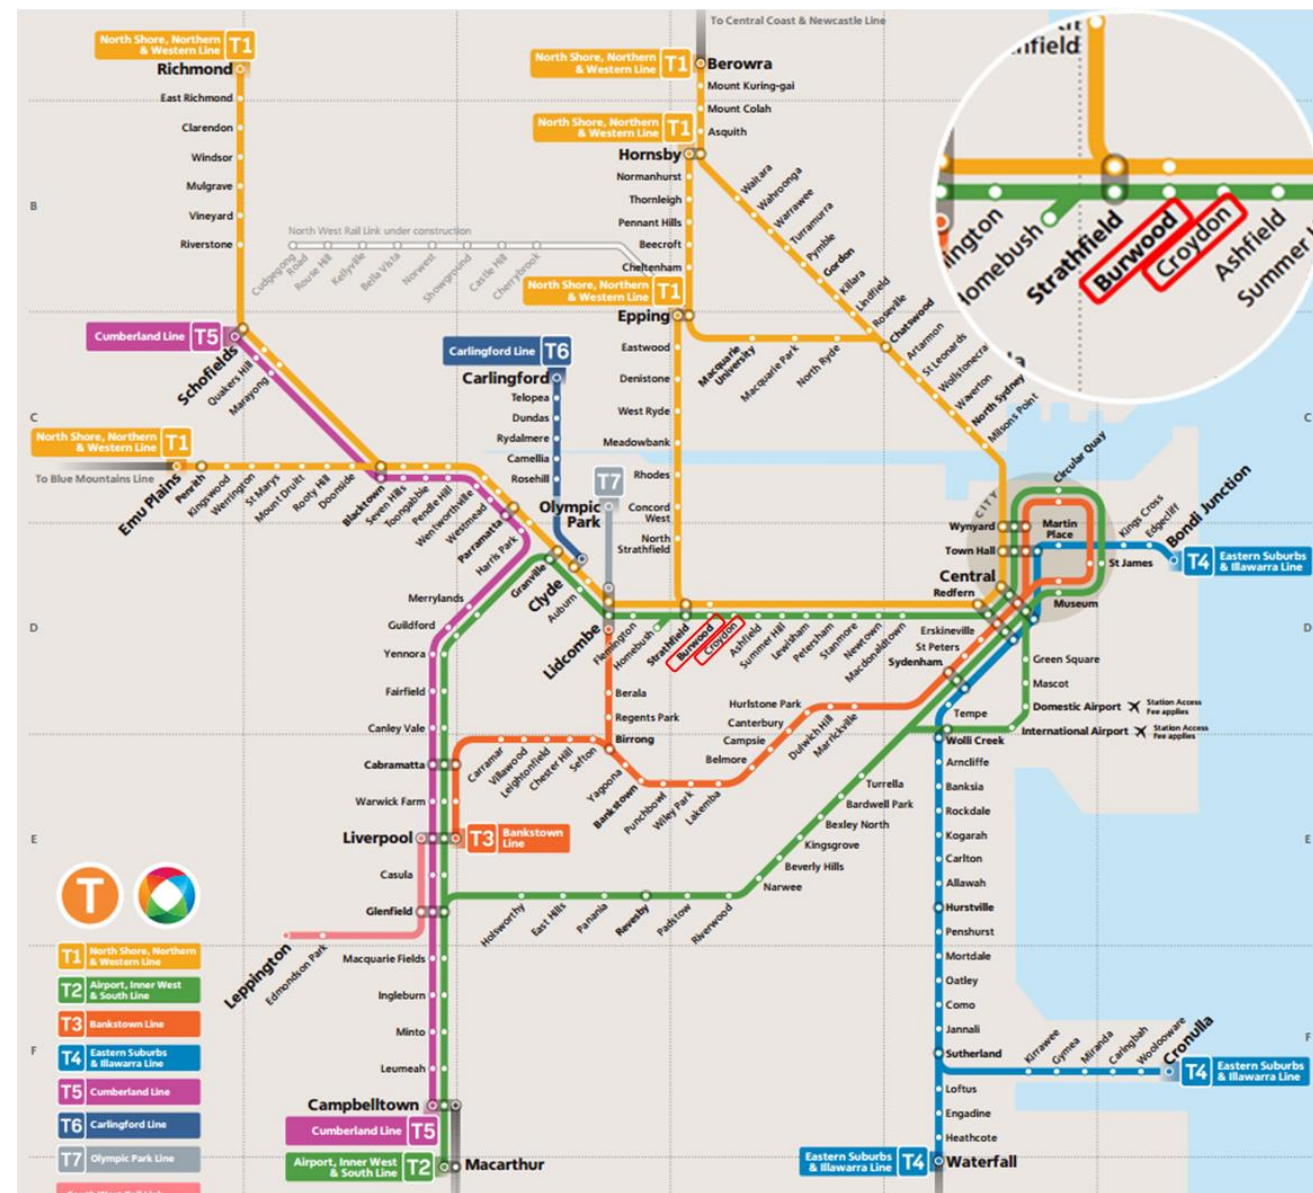 To Central Coast & Newcastle Line
North Shore, Northern
& Western Line
T1
Richmond
East Richmond
Clarendon
Windsor
Mulgrave
Vineyard
Riverstone
North Shore, Northern
& Western Line
T1
Berowra
Mount Kuring-gai
Mount Colah
Asquith
North Shore, Northern
& Western Line
T1
Hornsby
Normanhurst
Thornleigh
Pennant Hills
Beecroft
Cheltenham
Waitara
Wahroonga
Warrawee
Turramurra
Pymble
Gordon
Killara
Lindfield
Roseville
Chatswood
Artarmon
St Leonards
Waverton
North Sydney
Milsons Point
Homebush
Strathfield
Burwood
Croydon
Ashfield
B
North West Rail Link under construction
Cudgegong
Road
Rouse Hill
Kellyville
Bella Vista
Norwest
Showground
Castle Hill
Cherrybrook
North Shore, Northern
& Western Line
T1
Epping
Eastwood
Denistone
West Ryde
Meadowbank
Rhodes
Concord
West
North
Strathfield
Macquarie
University
Macquarie Park
North Ryde
Cumberland Line
T5
Schofields
Quakers Hill
Marayong
Carlingford Line
T6
Carlingford
Telopea
Dundas
Rydalmere
Camellia
Rosehill
C
C
North Shore, Northern
& Western Line
T1
To Blue Mountains Line
Emu Plains
Penrith
Kingswood
Werrington
St Marys
Mount Druitt
Rooty Hill
Doonside
Blacktown
Seven Hills
Toongabbie
Pendle Hill
Wentworthville
Westmead
Parramatta
Harris Park
T7
Olympic
Park
CITY
Circular Quay
Wynyard
Martin
Place
Kings Cross
Edgecliff
Bondi Junction
T4
Eastern Suburbs
& Illawarra Line
Town Hall
St James
Central
Redfern
Museum
Granville
Clyde
Auburn
Merrylands
Guildford
D
D
Lidcombe
Flemington
Homebush
Strathfield
Burwood
Croydon
Ashfield
Summer Hill
Lewisham
Petersham
Stanmore
Newtown
Macdonaldtown
Erskineville
St Peters
Sydenham
Yennora
Fairfield
Canley Vale
Cabramatta
Warwick Farm
Liverpool
Casula
Glenfield
Berala
Regents Park
Birrong
Green Square
Mascot
Domestic Airport
Station Access
Fee applies
International Airport
Station Access
Fee applies
Hurlstone Park
Canterbury
Campsie
Belmore
Dulwich Hill
Marrickville
Tempe
Wolli Creek
Carramar
Villawood
Leightonfield
Chester Hill
Sefton
Yagoona
Bankstown
Punchbowl
Wiley Park
Lakemba
T3
Bankstown
Line
Turrella
Bardwell Park
Bexley North
Kingsgrove
Beverly Hills
Narwee
E
E
Arncliffe
Banksia
Rockdale
Kogarah
Carlton
Allawah
Hurstville
Penshurst
Mortdale
Oatley
Como
Jannali
Sutherland
Loftus
Engadine
Heathcote
Waterfall
Eastern Suburbs
& Illawarra Line
T4
Holsworthy
East Hills
Panania
Revesby
Padstow
Riverwood
Leppington
Edmondson Park
Macquarie Fields
Ingleburn
Minto
Leumeah
Campbelltown
Cumberland Line
T5
Airport, Inner West
& South Line
T2
Macarthur
Kirrawee
Gymea
Miranda
Caringbah
Woolooware
Cronulla
T4
Eastern Suburbs
& Illawarra Line
F
F
T
T1
North Shore, Northern
& Western Line
T2
Airport, Inner West
& South Line
T3
Bankstown Line
T4
Eastern Suburbs
& Illawarra Line
T5
Cumberland Line
T6
Carlingford Line
T7
Olympic Park Line